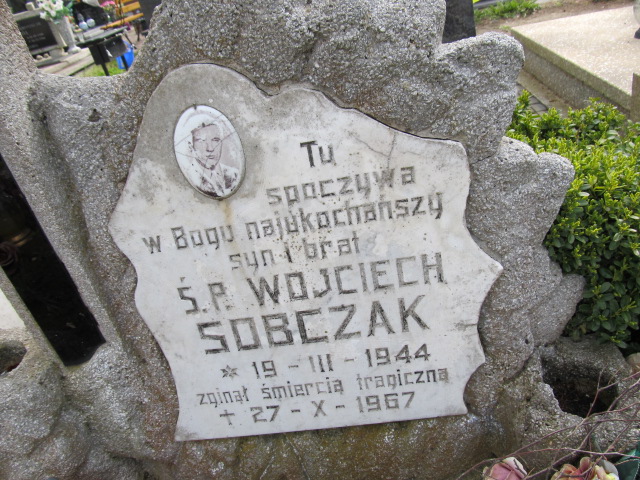 Tu
spoczywa
w Bogu najukochańszy
syn i brat
Ś.P. WOJCIECH
SOBCZAK
* 19 - III - 1944
zginął śmiercią tragiczną
+ 27 - X - 1967